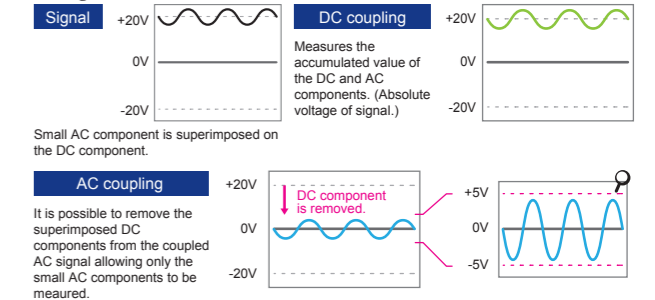 Signal
+20V
0V
-20V
Small AC component is superimposed on
the DC component.
DC coupling
Measures the
accumulated value of
the DC and AC
components. (Absolute
voltage of signal.)
+20V
0V
-20V
AC coupling
It is possible to remove the
superimposed DC
components from the coupled
AC signal allowing only the
small AC components to be
meaured.
+20V
0V
-20V
DC component
is removed.
+5V
0V
-5V